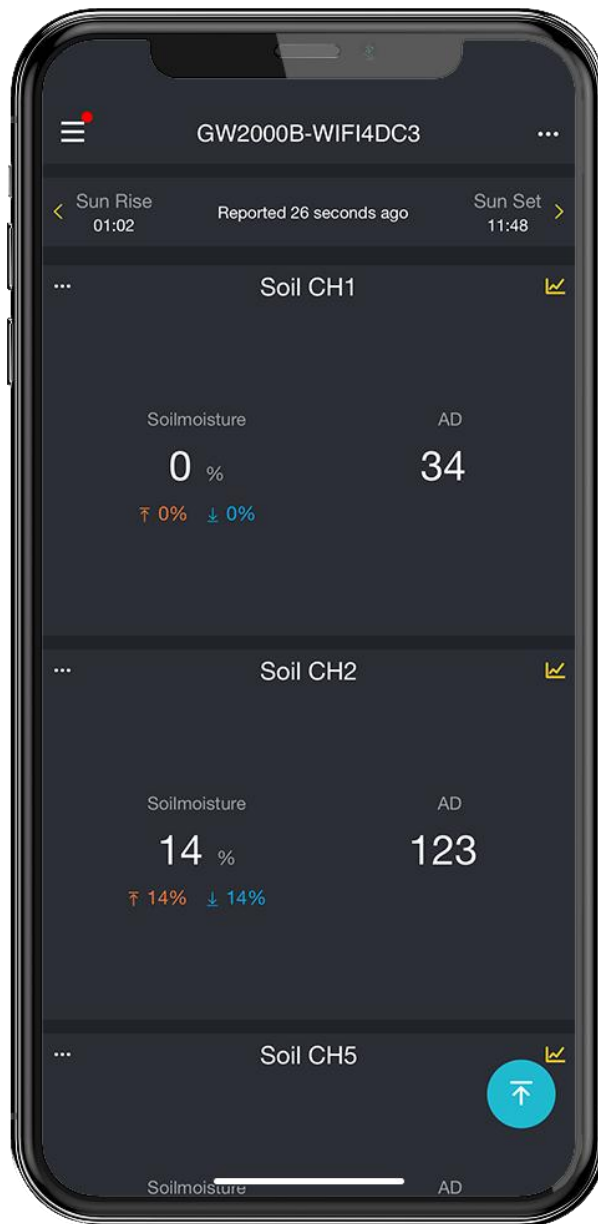 GW2000B-WIFI4DC3
Sun Rise
01:02
Reported 26 seconds ago
Sun Set
11:48
Soil CH1
Soilmoisture
0 %
0% 0%
AD
34
Soil CH2
Soilmoisture
14 %
14% 14%
AD
123
Soil CH5
Soilmoisture
AD